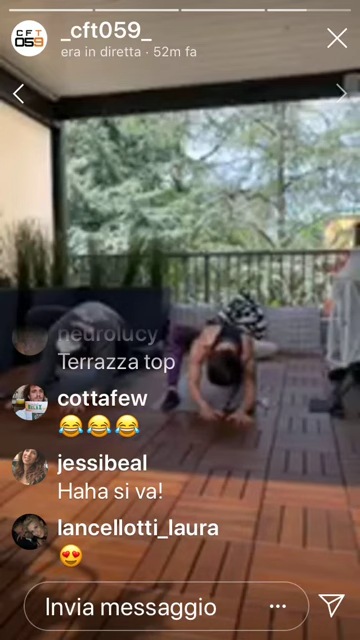 CFT
059
_cft059_
era in diretta · 52m fa
neurolucy
Terrazza top
cottafew
😂😂😂
jessibeal
Haha si va!
lancellotti_laura
😍
Invia messaggio